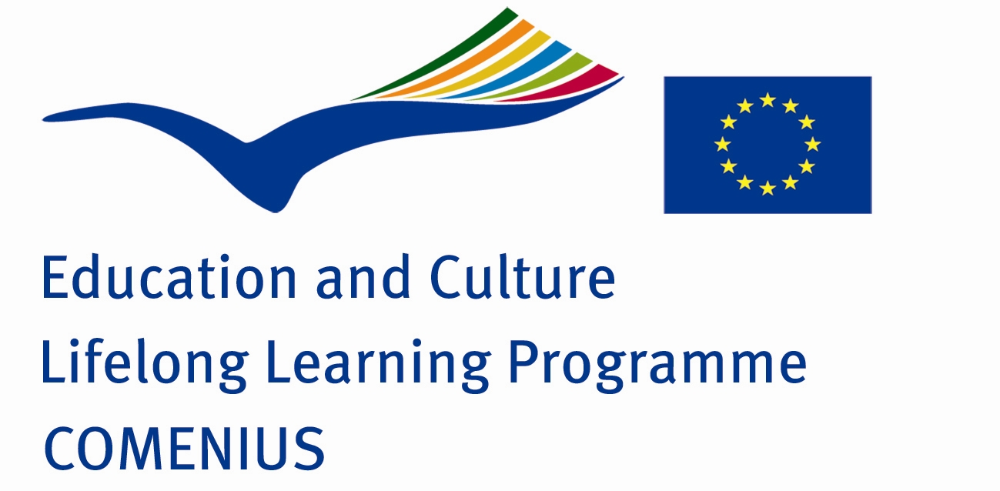 Education and Culture
Lifelong Learning Programme
COMENIUS